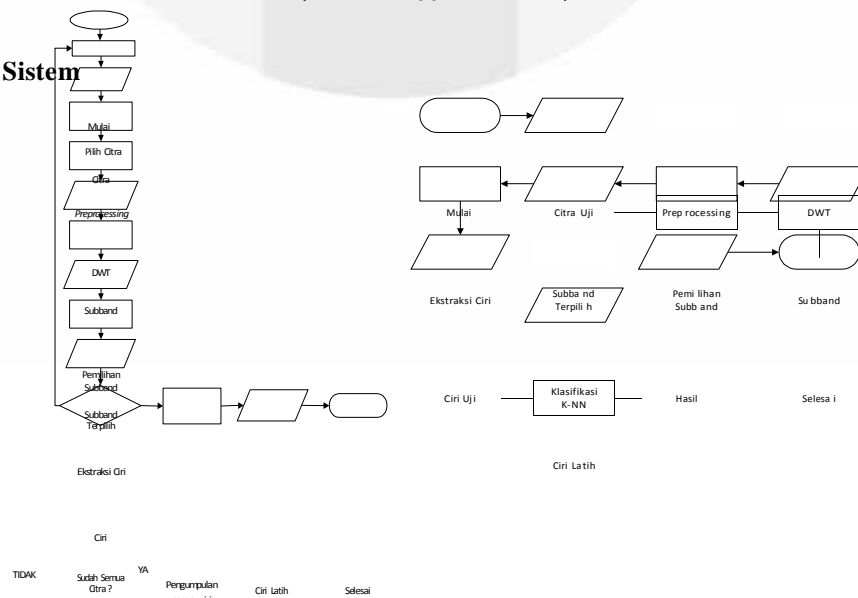 Sistem
Mulai
Pilih Citra
Citra
Preprocessing
DWT
Subband
Pemilihan
Subband
Subband
Terpilih
Ekstraksi Ciri
Ciri
TIDAK
Sudah Semua
Citra ?
YA
Pengumpulan
Ciri Latih
Selesai
Mulai
Citra Uji
Prep rocessing
DWT
Ekstraksi Ciri
Subba nd
Terpili h
Pemi lihan
Subb and
Su bband
Ciri Uji
Klasifikasi
K-NN
Hasil
Selesa i
Ciri La tih